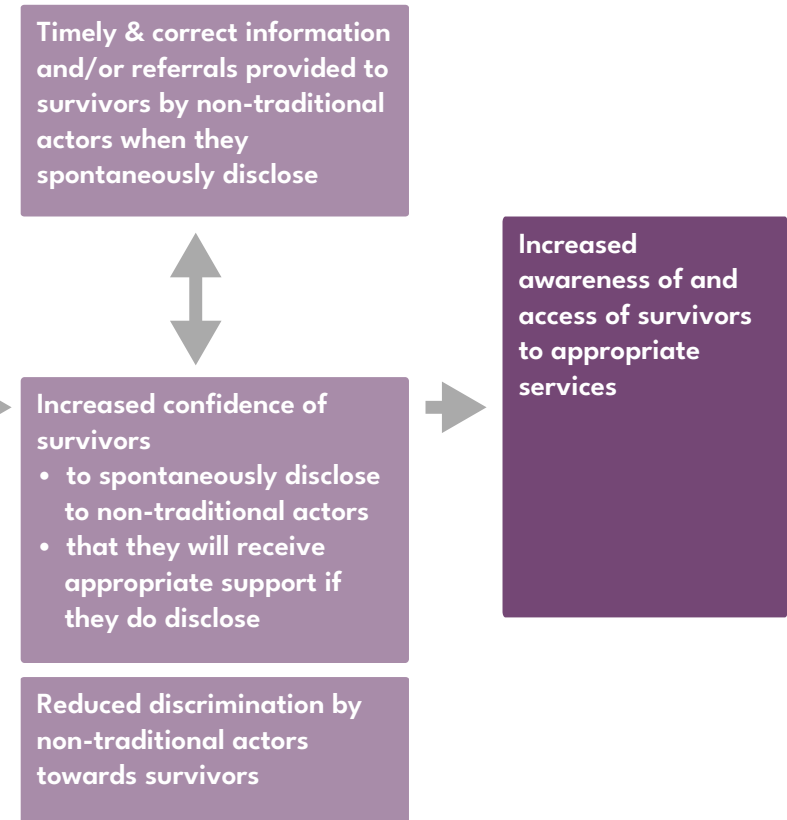 Timely & correct information
and/or referrals provided to
survivors by non-traditional
actors when they
spontaneously disclose
Increased confidence of
survivors
• to spontaneously disclose
to non-traditional actors
• that they will receive
appropriate support if
they do disclose
Reduced discrimination by
non-traditional actors
towards survivors
Increased
awareness of and
access of survivors
to appropriate
services